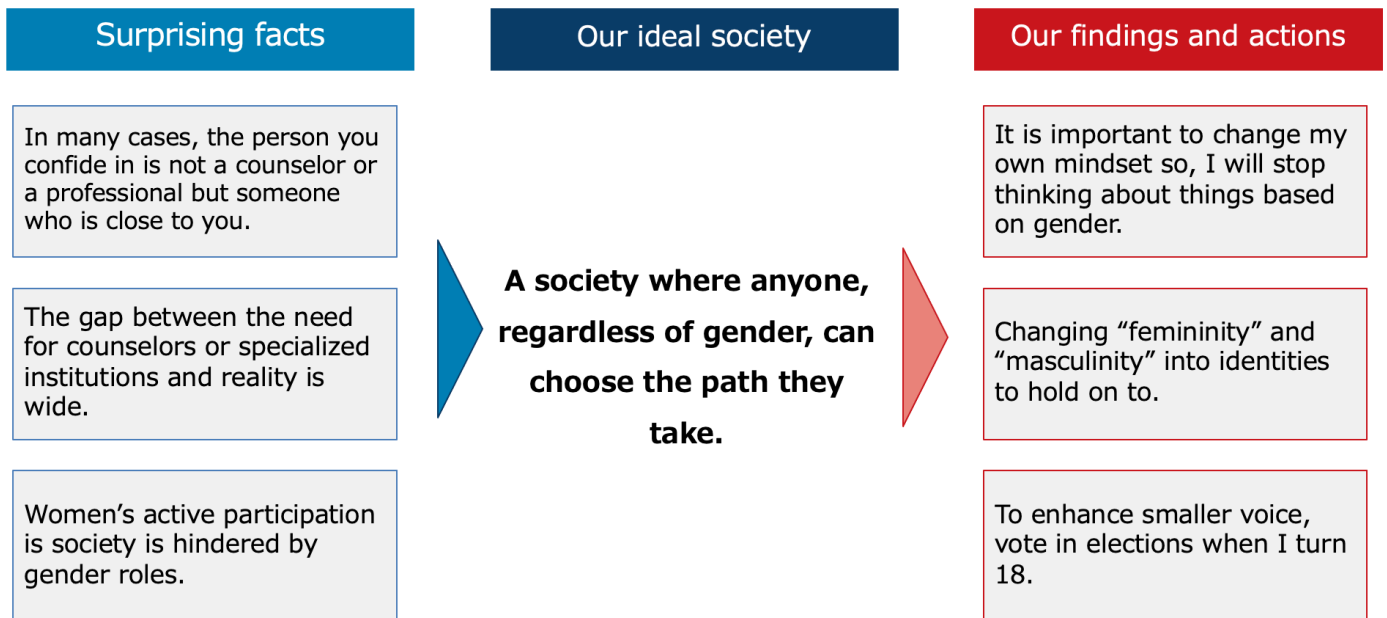 Surprising facts
In many cases, the person you
confide in is not a counselor or
a professional but someone
who is close to you.
The gap between the need
for counselors or specialized
institutions and reality is
wide.
Women’s active participation
is society is hindered by
gender roles.
Our ideal society
A society where anyone,
regardless of gender, can
choose the path they
take.
Our findings and actions
It is important to change my
own mindset so, I will stop
thinking about things based
on gender.
Changing “femininity” and
“masculinity” into identities
to hold on to.
To enhance smaller voice,
vote in elections when I turn
18.